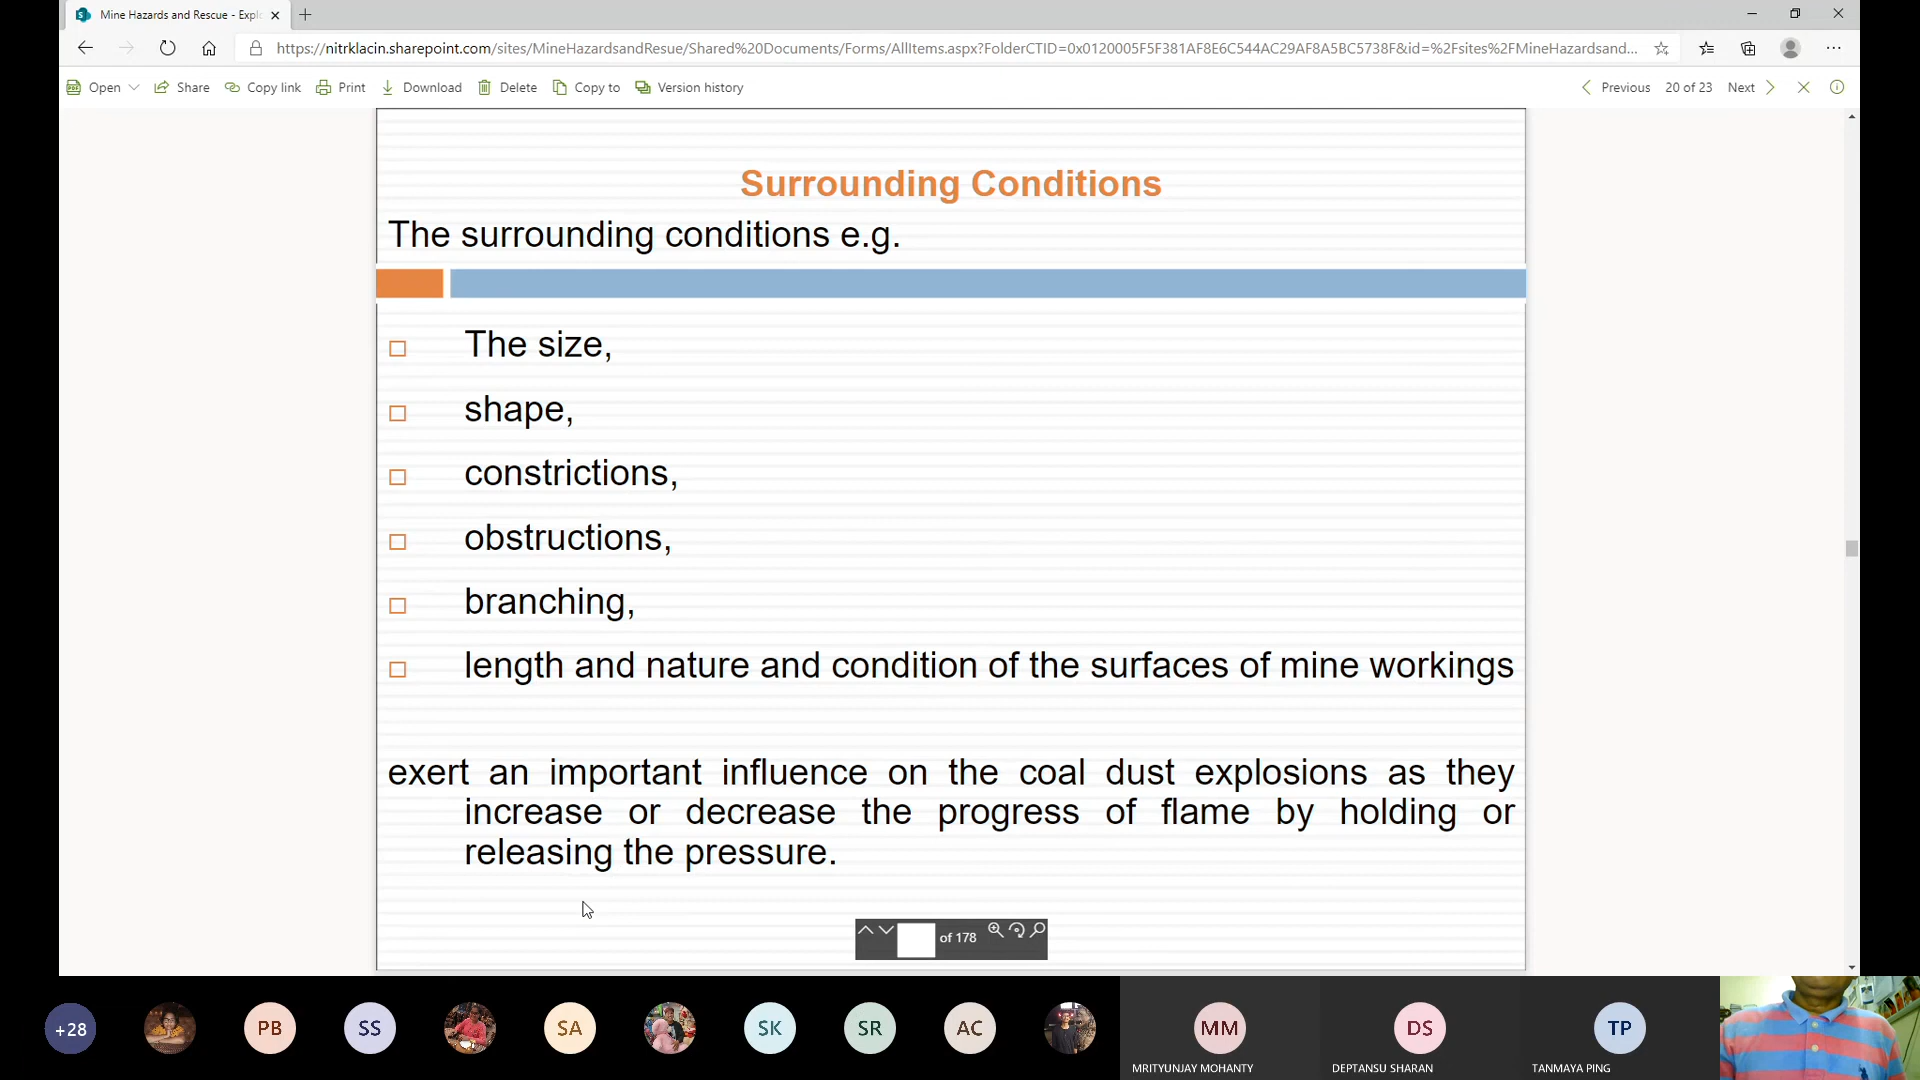 Mine Hazards and Rescue - Explo
https://nitrklacin.sharepoint.com/sites/MineHazardsandResue/Shared%20Documents/Forms/AllItems.aspx?FolderCTID=0x0120005F5F381AF8E6C544AC29AF8A5BC5738F&id=%2Fsites%2FMineHazardsand...
Open Share Copy link Print Download Delete Copy to Version history Previous 20 of 23 Next
Surrounding Conditions
The surrounding conditions e.g.
The size,
shape,
constrictions,
obstructions,
branching,
length and nature and condition of the surfaces of mine workings
exert an important influence on the coal dust explosions as they
increase or decrease the progress of flame by holding or
releasing the pressure.
of 178
+28 PB SS SA SK SR AC MM DS TP
MRITYUNJAY MOHANTY DEPTANSU SHARAN TANMAYA PING